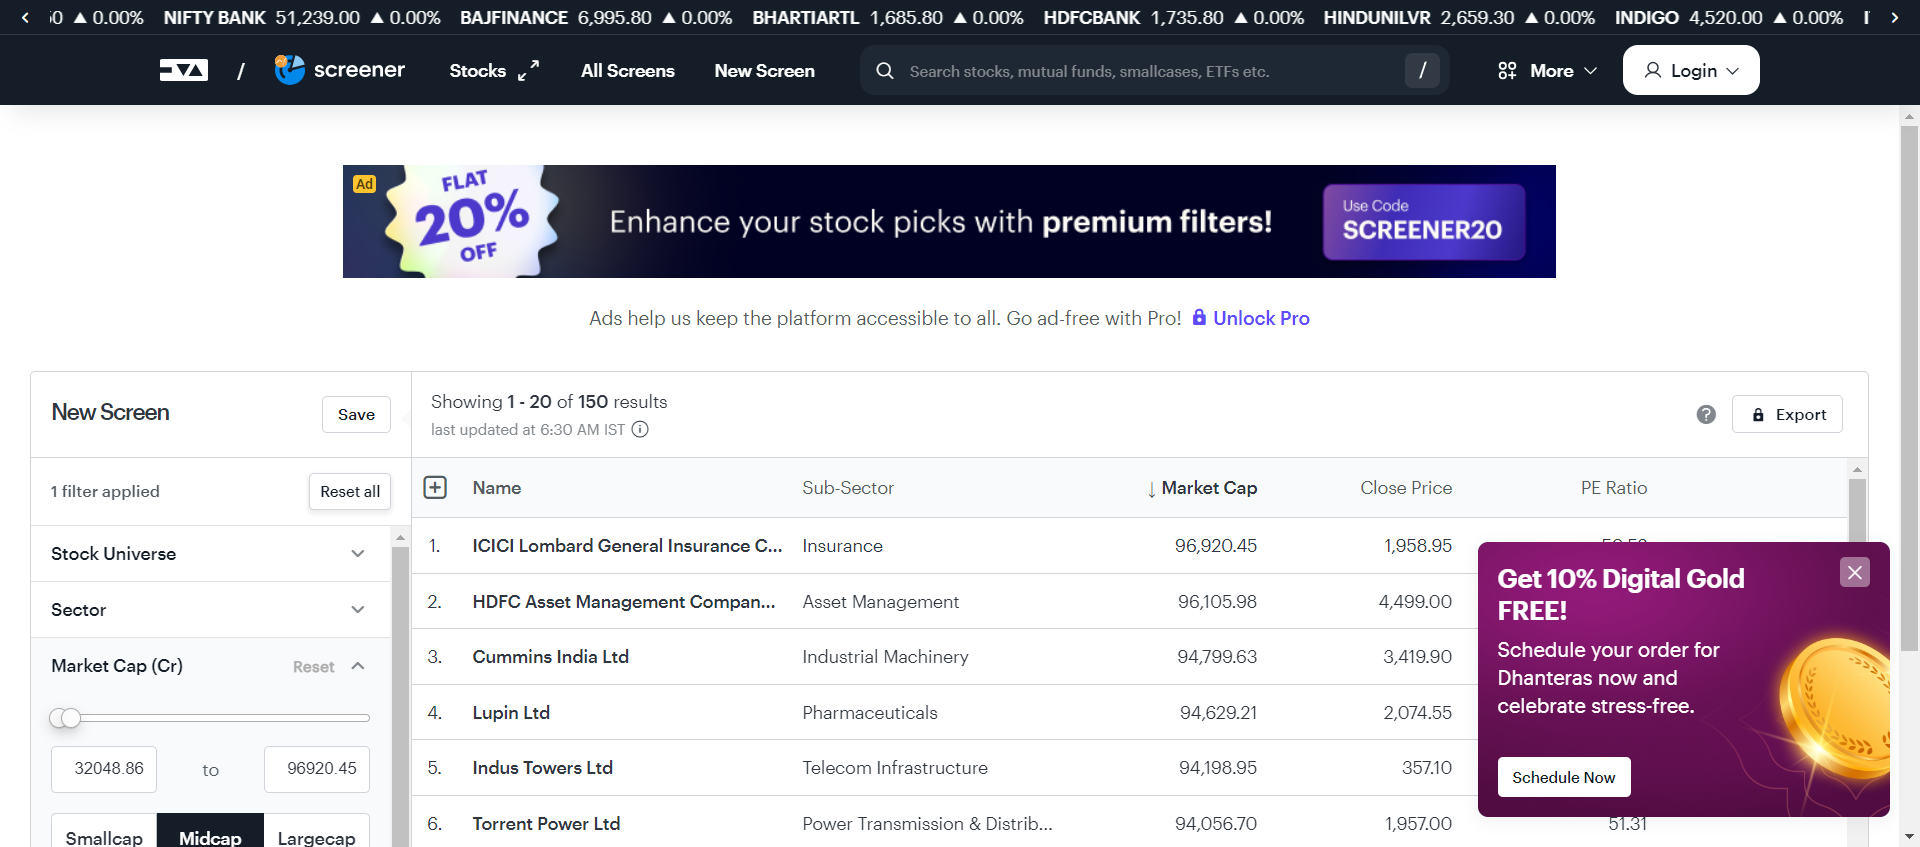 NIFTY BANK 51,239.00 ▲ 0.00% BAJFINANCE 6,995.80 ▲ 0.00% BHARTIARTL 1,685.80 ▲ 0.00% HDFCBANK 1,735.80 ▲ 0.00% HINDUNILVR 2,659.30 ▲ 0.00% INDIGO 4,520.00 ▲ 0.00%
/ screener Stocks All Screens New Screen Search stocks, mutual funds, smallcases, ETFs etc. / More Login
Ad
FLAT
20%
OFF
Enhance your stock picks with premium filters!
Use Code
SCREENER20
Ads help us keep the platform accessible to all. Go ad-free with Pro! Unlock Pro
New Screen
Save
Showing 1 - 20 of 150 results
last updated at 6:30 AM IST
Export
1 filter applied
Reset all
Name Sub-Sector ↓ Market Cap Close Price PE Ratio
Stock Universe
Sector
Market Cap (Cr) Reset
32048.86 to 96920.45
Smallcap Midcap Largecap
1. ICICI Lombard General Insurance C... Insurance 96,920.45 1,958.95
2. HDFC Asset Management Compan... Asset Management 96,105.98 4,499.00
3. Cummins India Ltd Industrial Machinery 94,799.63 3,419.90
4. Lupin Ltd Pharmaceuticals 94,629.21 2,074.55
5. Indus Towers Ltd Telecom Infrastructure 94,198.95 357.10
6. Torrent Power Ltd Power Transmission & Distrib... 94,056.70 1,957.00 51.31
Get 10% Digital Gold
FREE!
Schedule your order for
Dhanteras now and
celebrate stress-free.
Schedule Now